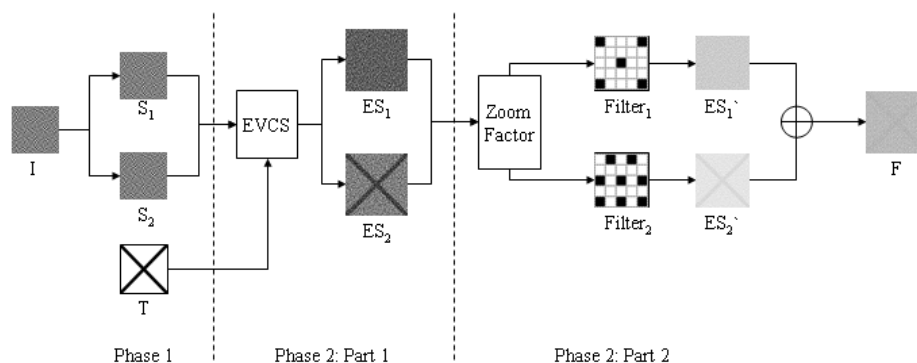 I
S1
S2
T
EVCS
ES1
ES2
Zoom
Factor
Filter1
Filter2
ES1`
ES2`
F
Phase 1
Phase 2: Part 1
Phase 2: Part 2